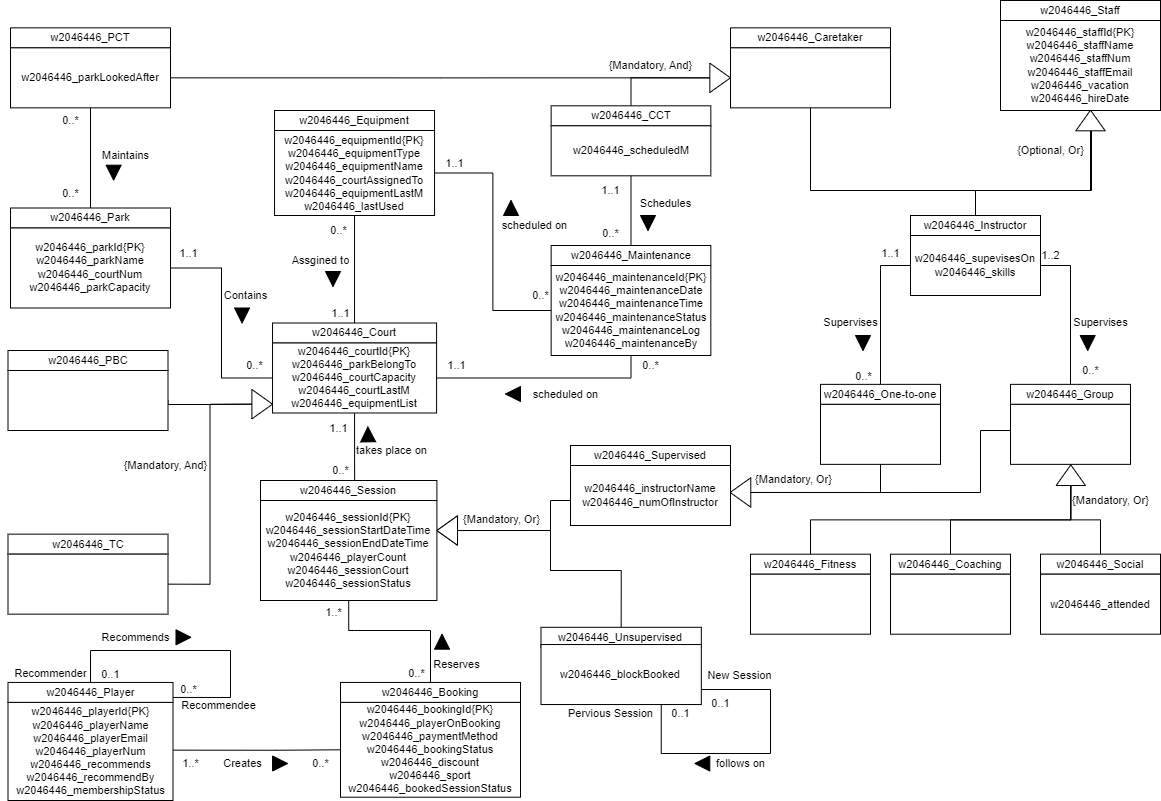 w2046446_Staff
w2046446_staffId{PK}
w2046446_staffName
w2046446_staffNum
w2046446_staffEmail
w2046446_vacation
w2046446_hireDate
w2046446_PCT
w2046446_parkLookedAfter
w2046446_Caretaker
{Mandatory, And}
{Optional, Or}
w2046446_CCT
w2046446_scheduledM
w2046446_Equipment
w2046446_equipmentId{PK}
w2046446_equipmentType
w2046446_equipmentName
w2046446_courtAssignedTo
w2046446_equipmentLastM
w2046446_lastUsed
0..*
Maintains
0..*
1..1
1..1
Schedules
0..*
scheduled on
0..*
w2046446_Park
w2046446_parkId{PK}
w2046446_parkName
w2046446_courtNum
w2046446_parkCapacity
1..1
Contains
0..*
0..*
Assgined to
1..1
w2046446_Maintenance
w2046446_maintenanceId{PK}
w2046446_maintenanceDate
w2046446_maintenanceTime
w2046446_maintenanceStatus
w2046446_maintenanceLog
w2046446_maintenanceBy
w2046446_Instructor
w2046446_supevisesOn
w2046446_skills
1..1
1..2
Supervises
0..*
Supervises
0..*
w2046446_Court
w2046446_courtId{PK}
w2046446_parkBelongTo
w2046446_courtCapacity
w2046446_courtLastM
w2046446_equipmentList
1..1
0..*
scheduled on
w2046446_PBC
w2046446_One-to-one
w2046446_Group
{Mandatory, And}
1..1
takes place on
0..*
w2046446_Supervised
w2046446_instructorName
w2046446_numOfInstructor
{Mandatory, Or}
{Mandatory, Or}
w2046446_Session
w2046446_sessionId{PK}
w2046446_sessionStartDateTime
w2046446_sessionEndDateTime
w2046446_playerCount
w2046446_sessionCourt
w2046446_sessionStatus
{Mandatory, Or}
w2046446_TC
w2046446_Fitness
w2046446_Coaching
w2046446_Social
w2046446_attended
1..*
Reserves
0..*
w2046446_Unsupervised
w2046446_blockBooked
New Session
0..1
Pervious Session
0..1
follows on
Recommends
Recommender
0..1
0..*
Recommendee
w2046446_Player
w2046446_playerId{PK}
w2046446_playerName
w2046446_playerEmail
w2046446_playerNum
w2046446_recommends
w2046446_recommendBy
w2046446_membershipStatus
1..*
Creates
0..*
w2046446_Booking
w2046446_bookingId{PK}
w2046446_playerOnBooking
w2046446_paymentMethod
w2046446_bookingStatus
w2046446_discount
w2046446_sport
w2046446_bookedSessionStatus